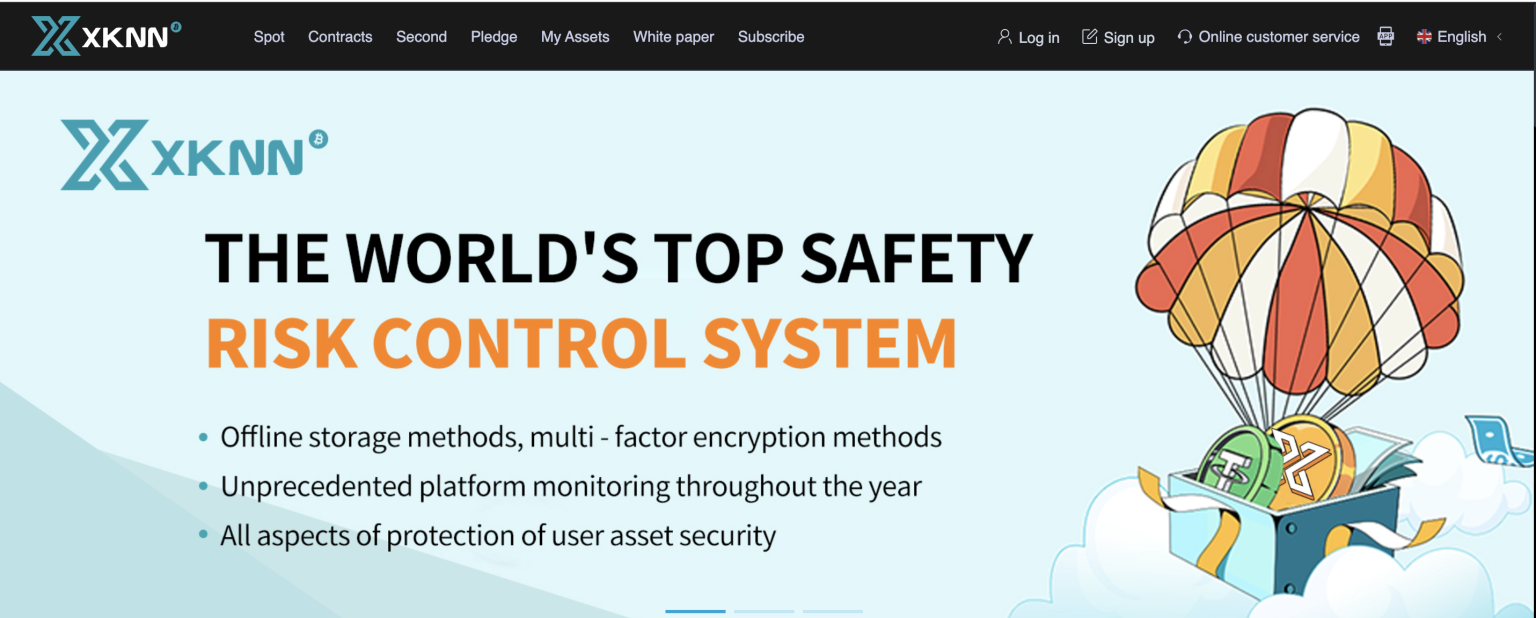 XKNN
Spot Contracts Second Pledge My Assets White paper Subscribe Log in Sign up Online customer service APP English
XKNN
THE WORLD'S TOP SAFETY
RISK CONTROL SYSTEM
• Offline storage methods, multi - factor encryption methods
• Unprecedented platform monitoring throughout the year
• All aspects of protection of user asset security